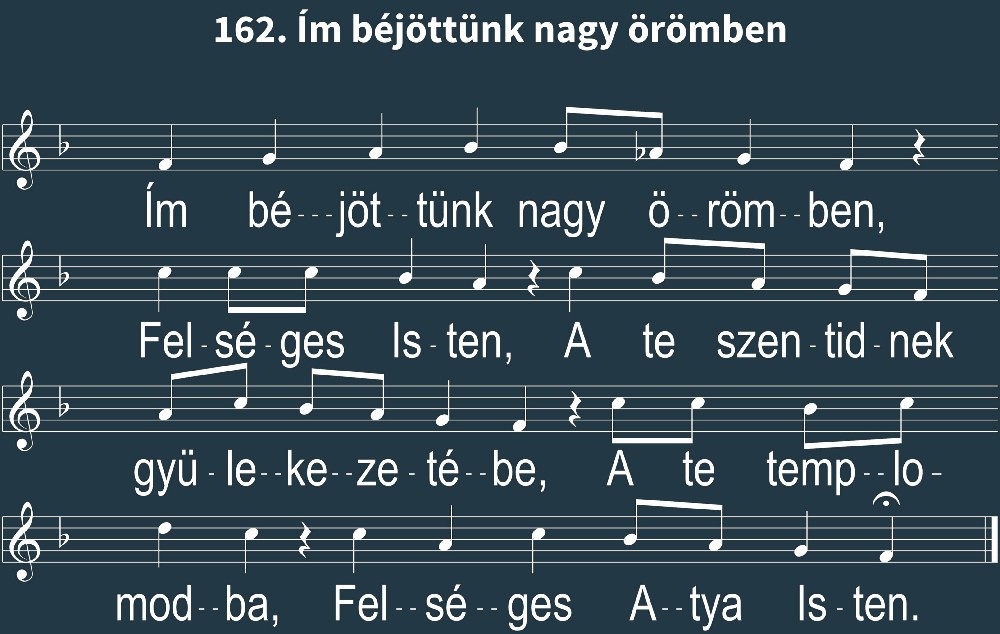 162. Ím béjöttünk nagy örömben
Ím bé---jöt--tünk nagy ö--röm--ben,
Fel-sé-ges Is-ten, A te szen-tid-nek
gyü-le--ke--ze-té--be, A te temp--lo-
mod--ba, Fel--sé--ges A--tya Is-ten.